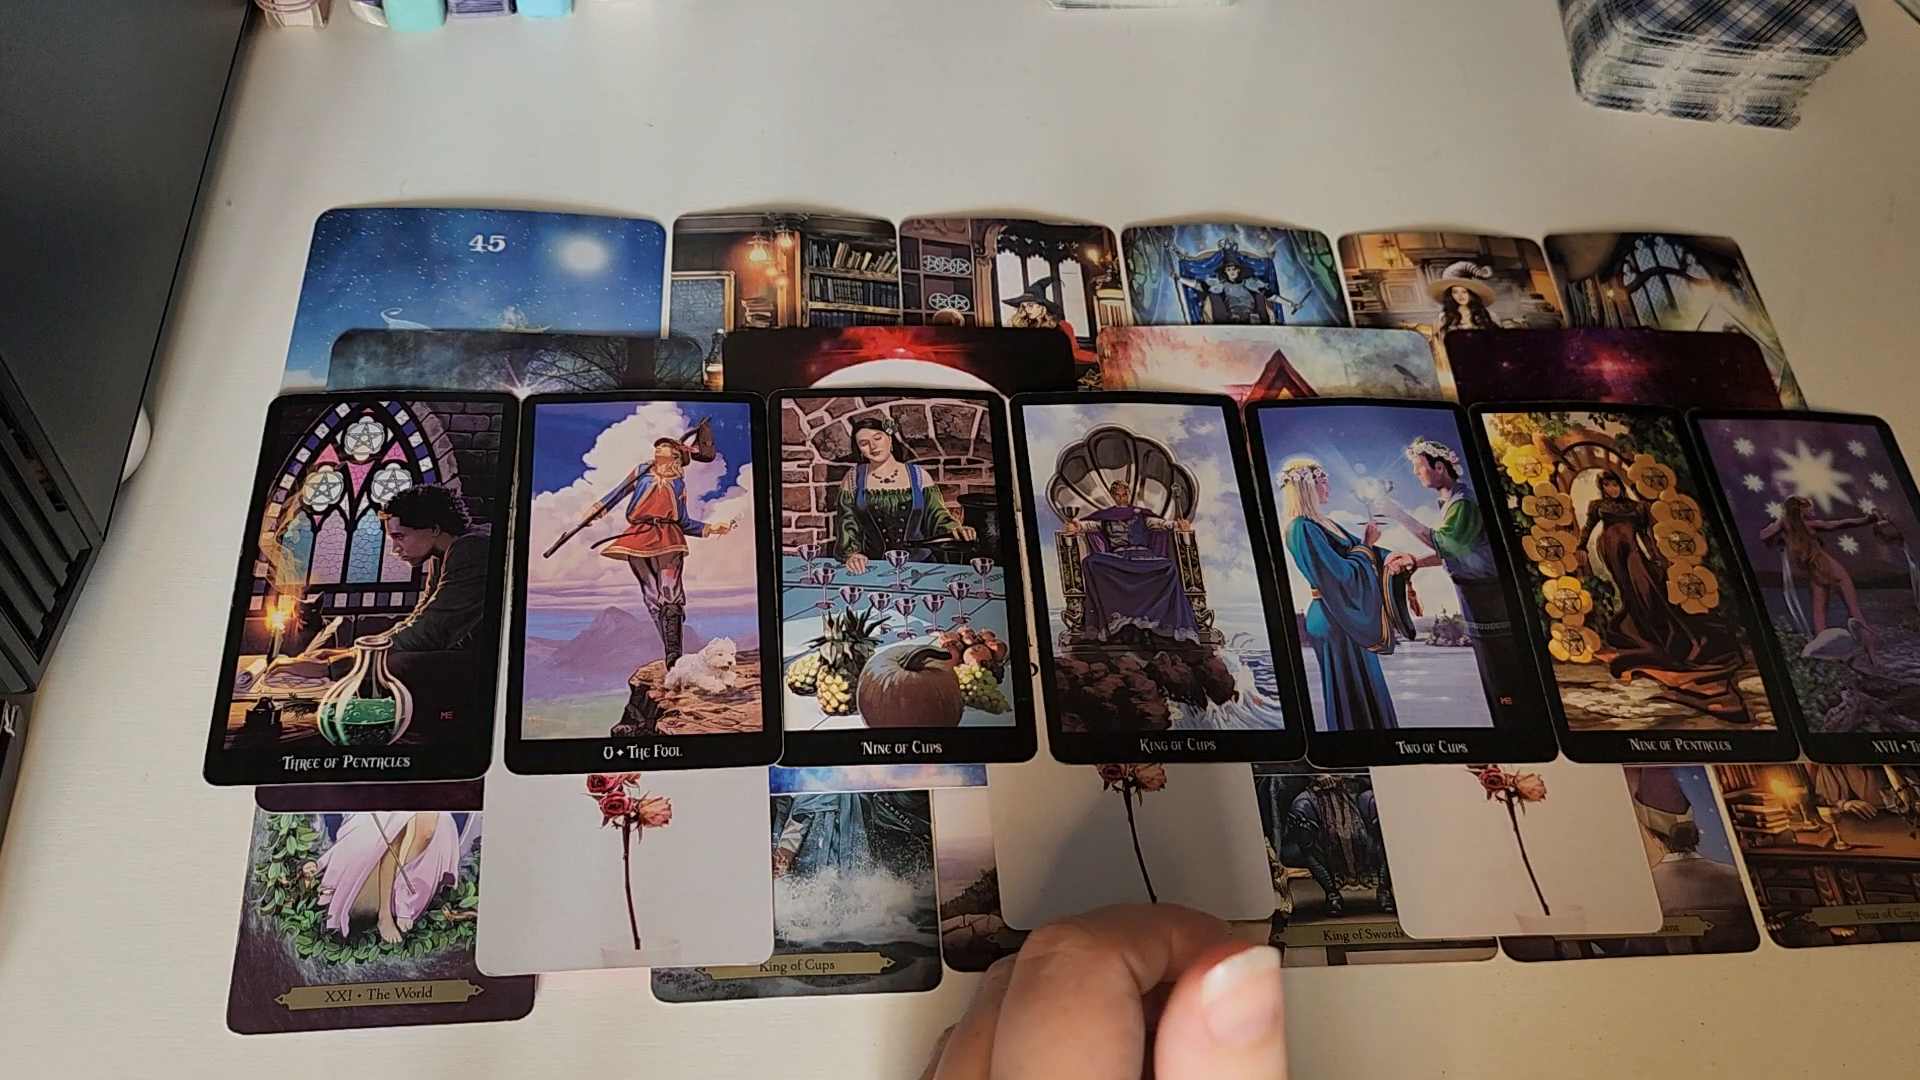 45
Three of Pentacles
0 • The Fool
Nine of Cups
King of Cups
Two of Cups
Nine of Pentacles
XVII •
XXI • The World
King of Cups
King of Swords
Four of Cups